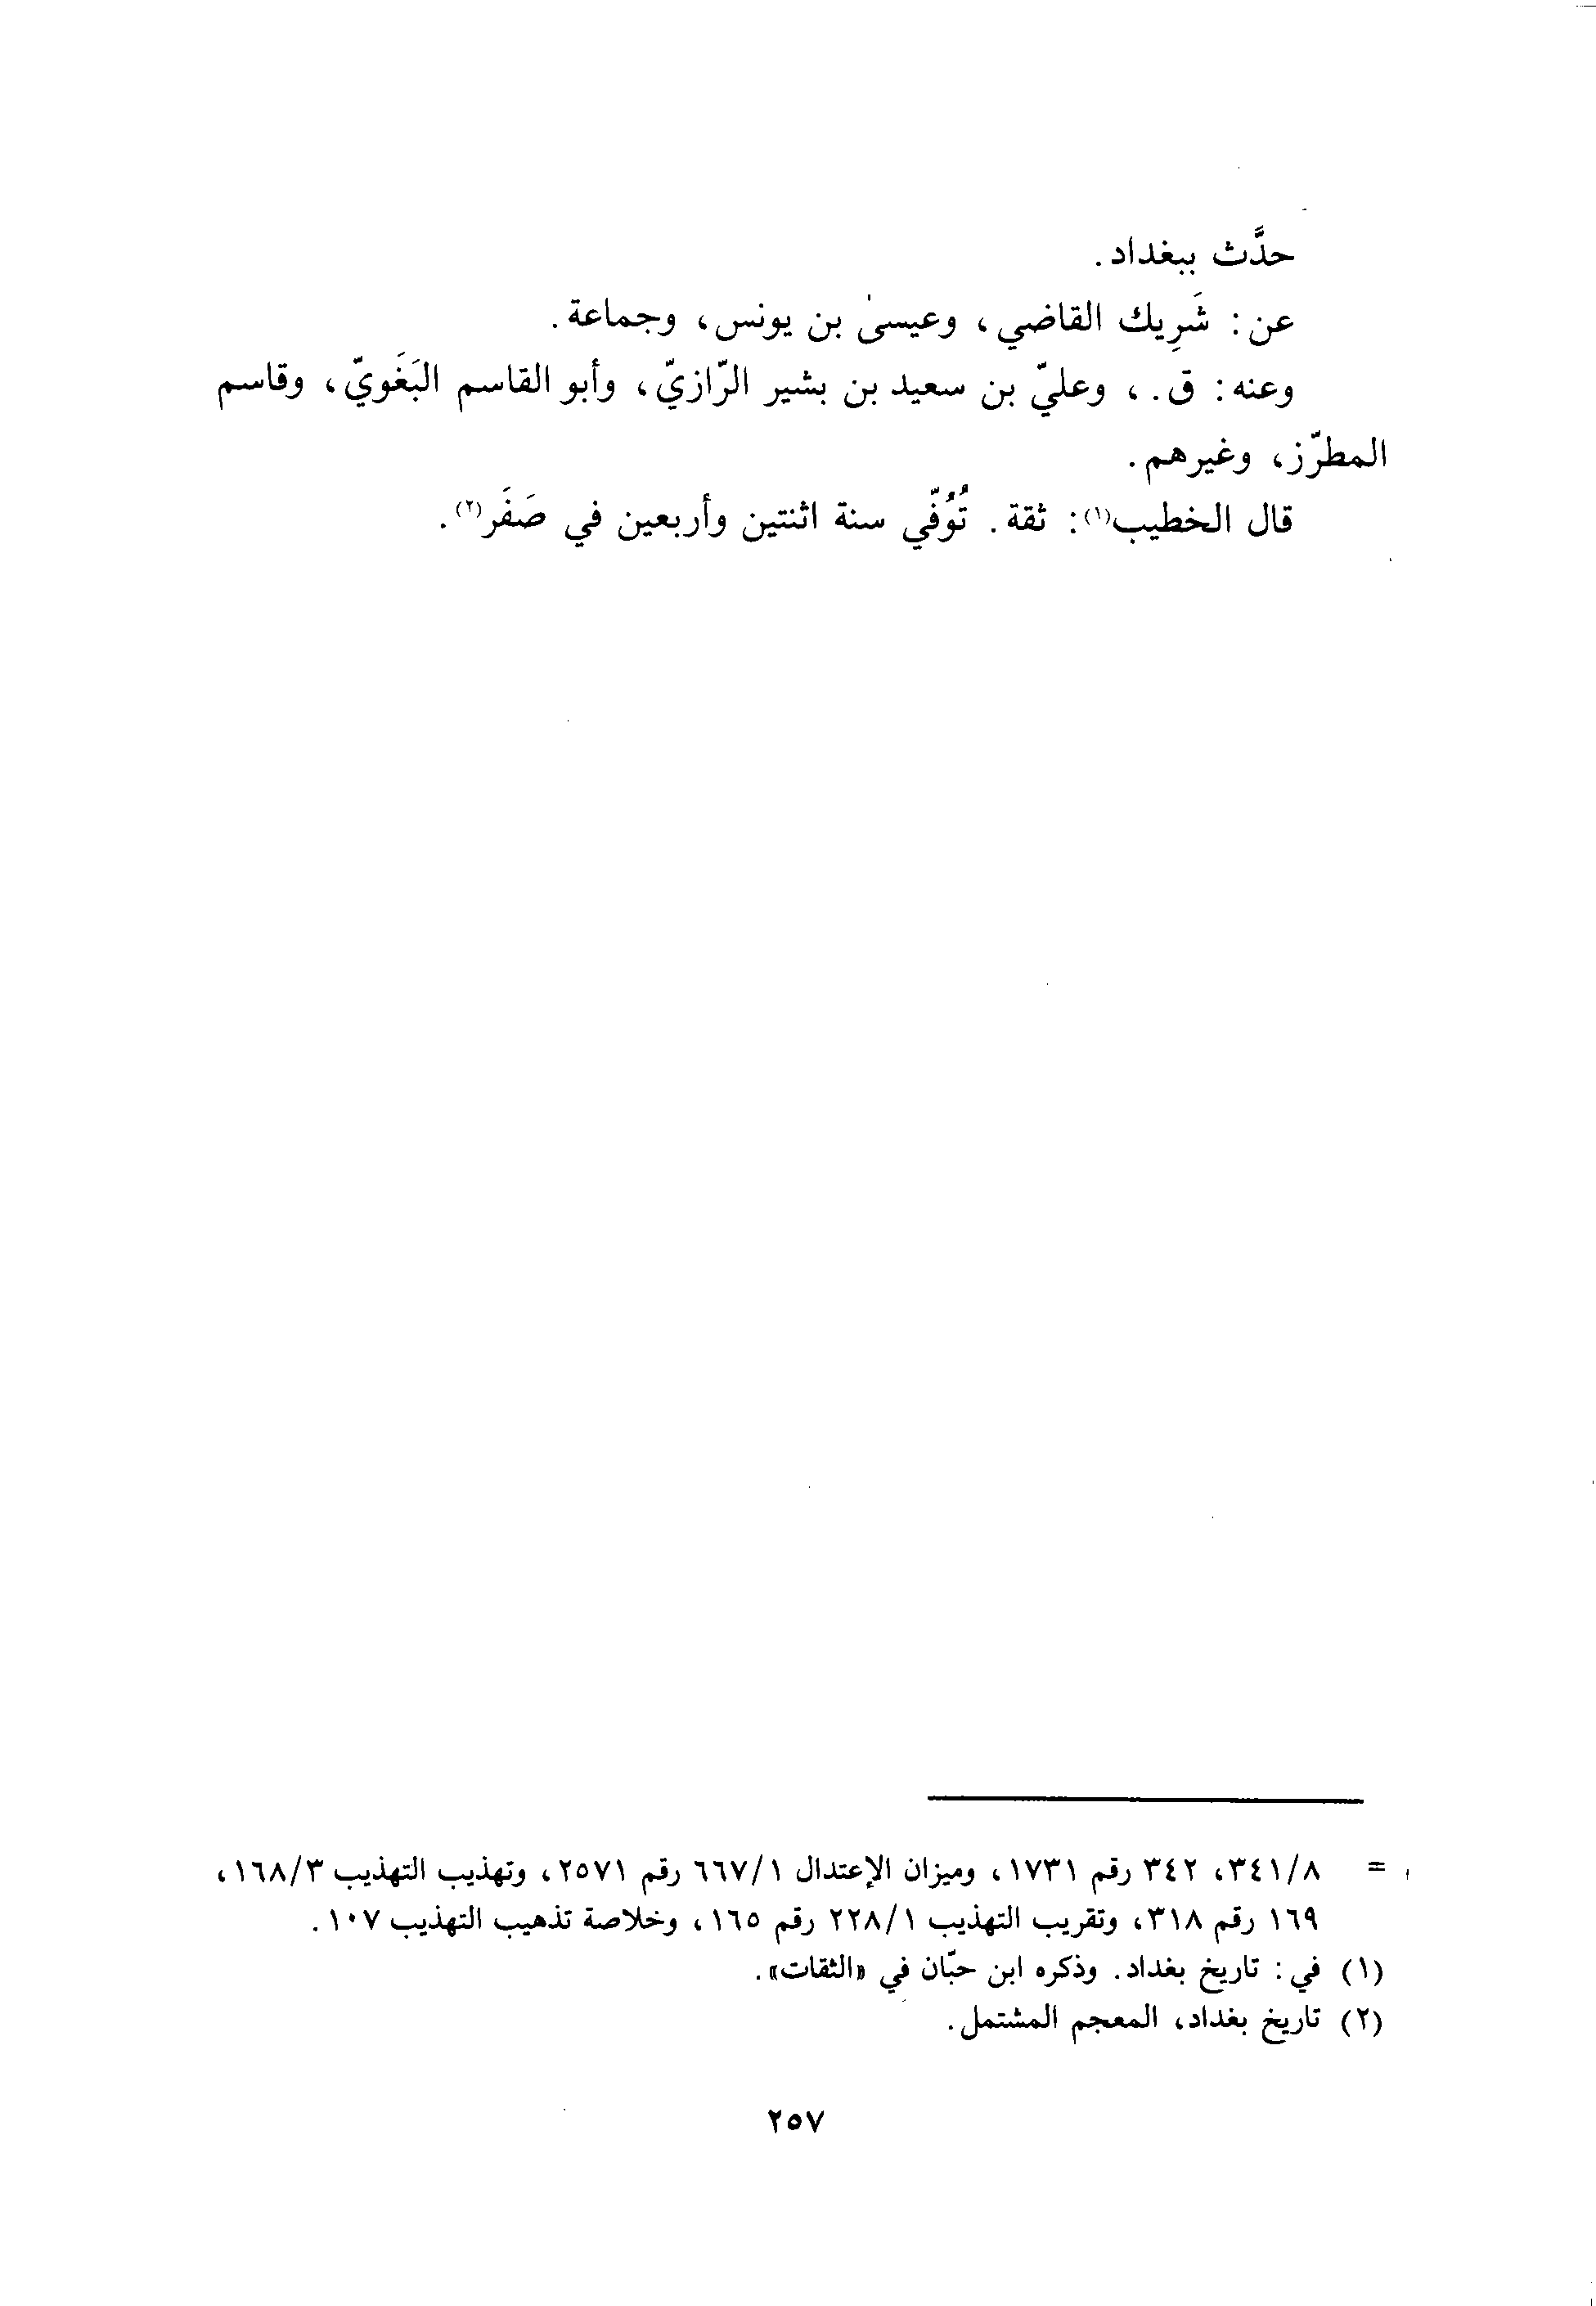 حدَّث ببغداد.
عن: شَرِيك القاضي، وعيسىٰ بن يونس، وجماعة.
وعنه: ق.، وعليّ بن سعيد بن بشير الرّازيّ، وأبو القاسم البَغَويّ، وقاسم
المطرّز، وغيرهم.
قال الخطيب(١): ثقة. تُوُفّي سنة اثنتين وأربعين في صَفَر(٢).
= ٣٤١/٨، ٣٤٢ رقم ١٧٣١، وميزان الإعتدال ٦٦٧/١ رقم ٢٥٧١، وتهذيب التهذيب ١٦٨/٣،
١٦٩ رقم ٣١٨، وتقريب التهذيب ٢٢٨/١ رقم ١٦٥، وخلاصة تذهيب التهذيب ١٠٧.
(١) في: تاريخ بغداد. وذكره ابن حبّان في «الثقات».
(٢) تاريخ بغداد، المعجم المشتمل.
٢٥٧